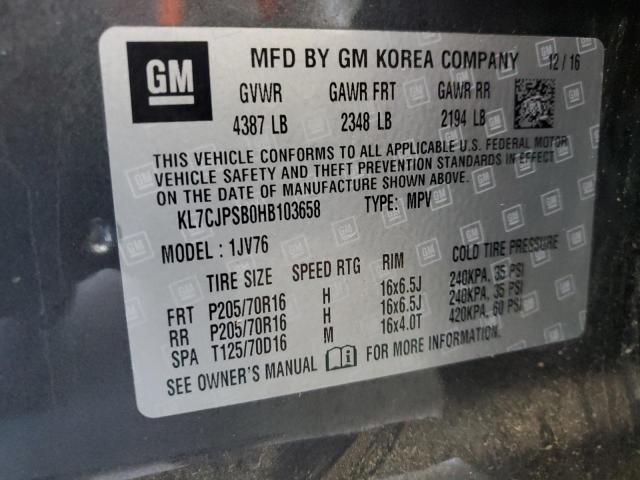 GM
MFD BY GM KOREA COMPANY 12/16
GVWR GAWR FRT GAWR RR
4387 LB 2348 LB 2194 LB
THIS VEHICLE CONFORMS TO ALL APPLICABLE U.S. FEDERAL MOTOR
VEHICLE SAFETY AND THEFT PREVENTION STANDARDS IN EFFECT
ON THE DATE OF MANUFACTURE SHOWN ABOVE.
KL7CJPSB0HB103658 TYPE: MPV
MODEL: 1JV76
TIRE SIZE SPEED RTG RIM COLD TIRE PRESSURE
FRT P205/70R16 H 16x6.5J 240KPA, 35 PSI
RR P205/70R16 H 16x6.5J 240KPA, 35 PSI
SPA T125/70D16 M 16x4.0T 420KPA, 60 PSI
SEE OWNER'S MANUAL FOR MORE INFORMATION.